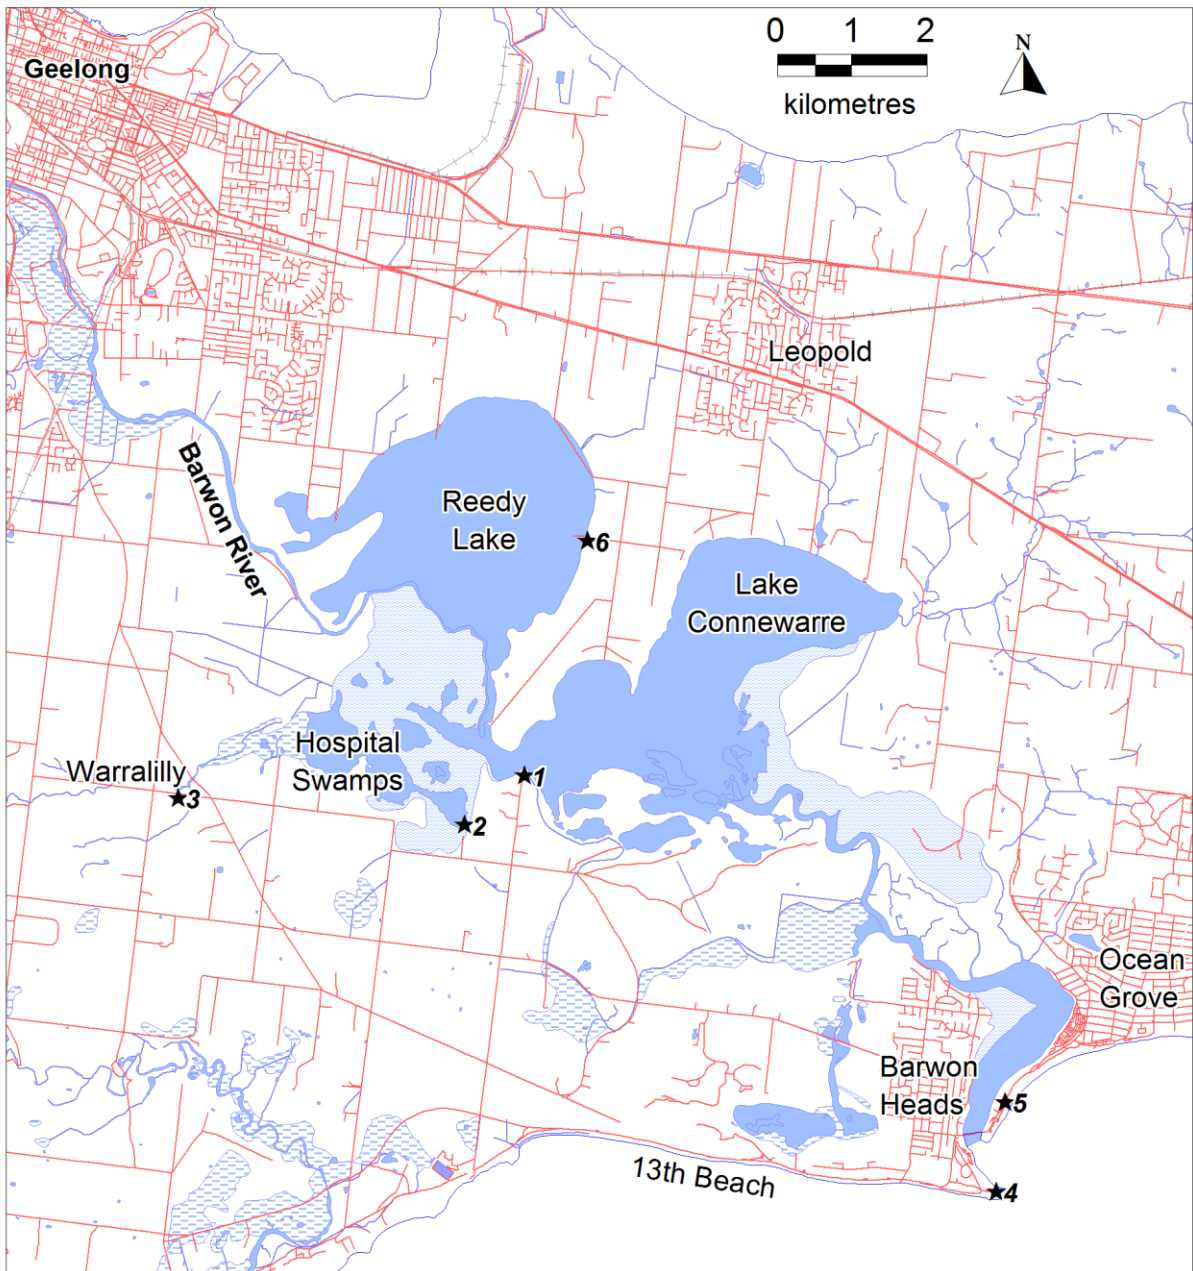 0 1 2
kilometres
N
Geelong
Leopold
Barwon River
Reedy
Lake
6
Lake
Connewarre
Hospital
Swamps
Warralilly
1
3
2
Ocean
Grove
Barwon
Heads
5
13th Beach
4